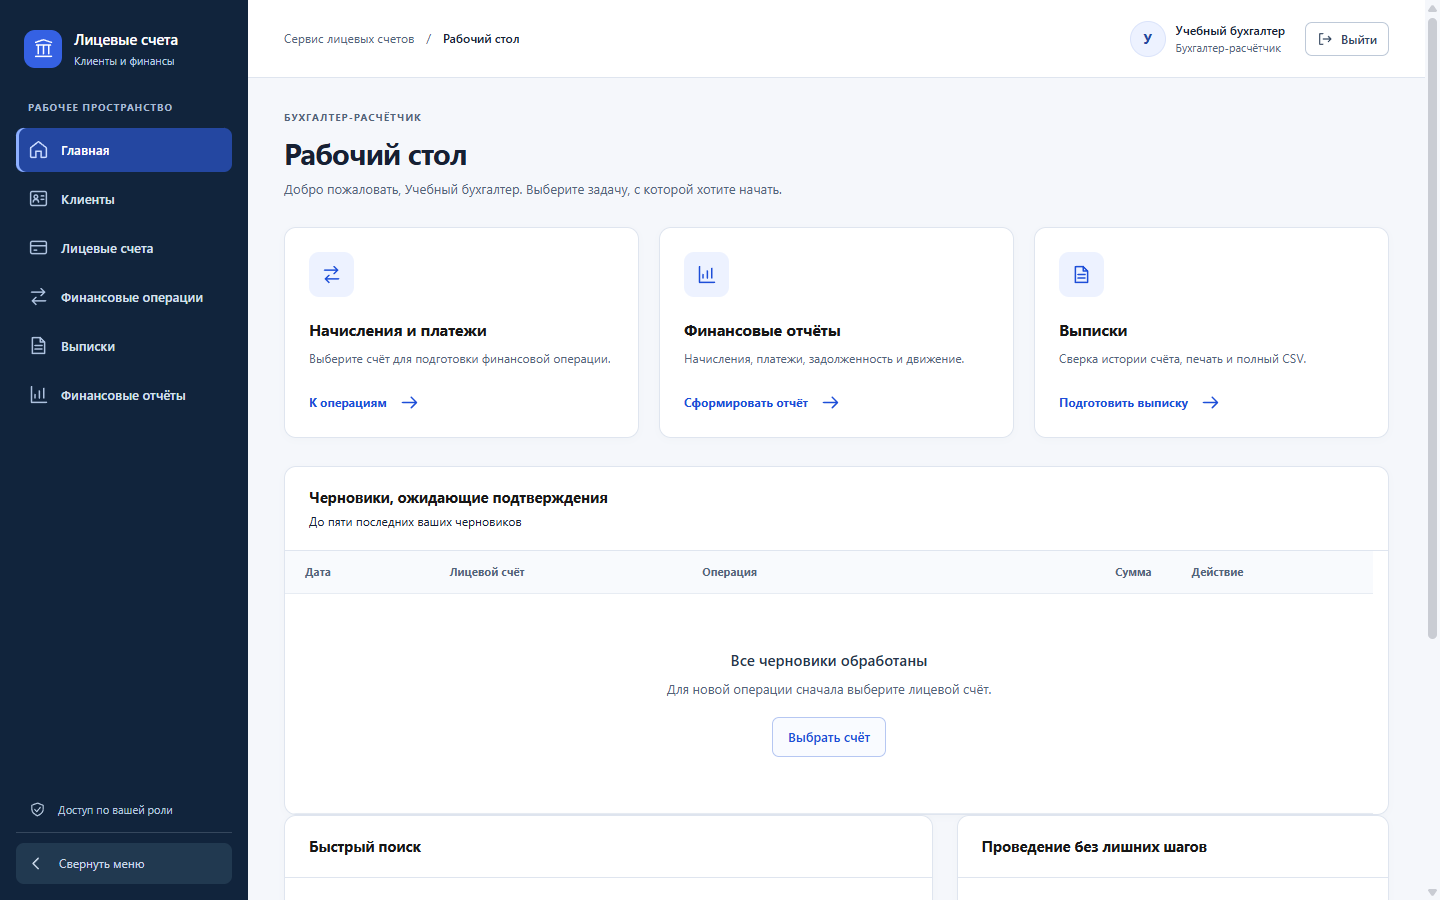 Лицевые счета
Клиенты и финансы
РАБОЧЕЕ ПРОСТРАНСТВО
Главная
Клиенты
Лицевые счета
Финансовые операции
Выписки
Финансовые отчёты
Доступ по вашей роли
Свернуть меню
Сервис лицевых счетов / Рабочий стол
У
Учебный бухгалтер
Бухгалтер-расчётчик
Выйти
БУХГАЛТЕР-РАСЧЁТЧИК
Рабочий стол
Добро пожаловать, Учебный бухгалтер. Выберите задачу, с которой хотите начать.
Начисления и платежи
Выберите счёт для подготовки финансовой операции.
К операциям
Финансовые отчёты
Начисления, платежи, задолженность и движение.
Сформировать отчёт
Выписки
Сверка истории счёта, печать и полный CSV.
Подготовить выписку
Черновики, ожидающие подтверждения
До пяти последних ваших черновиков
Дата Лицевой счёт Операция Сумма Действие
Все черновики обработаны
Для новой операции сначала выберите лицевой счёт.
Выбрать счёт
Быстрый поиск
Проведение без лишних шагов